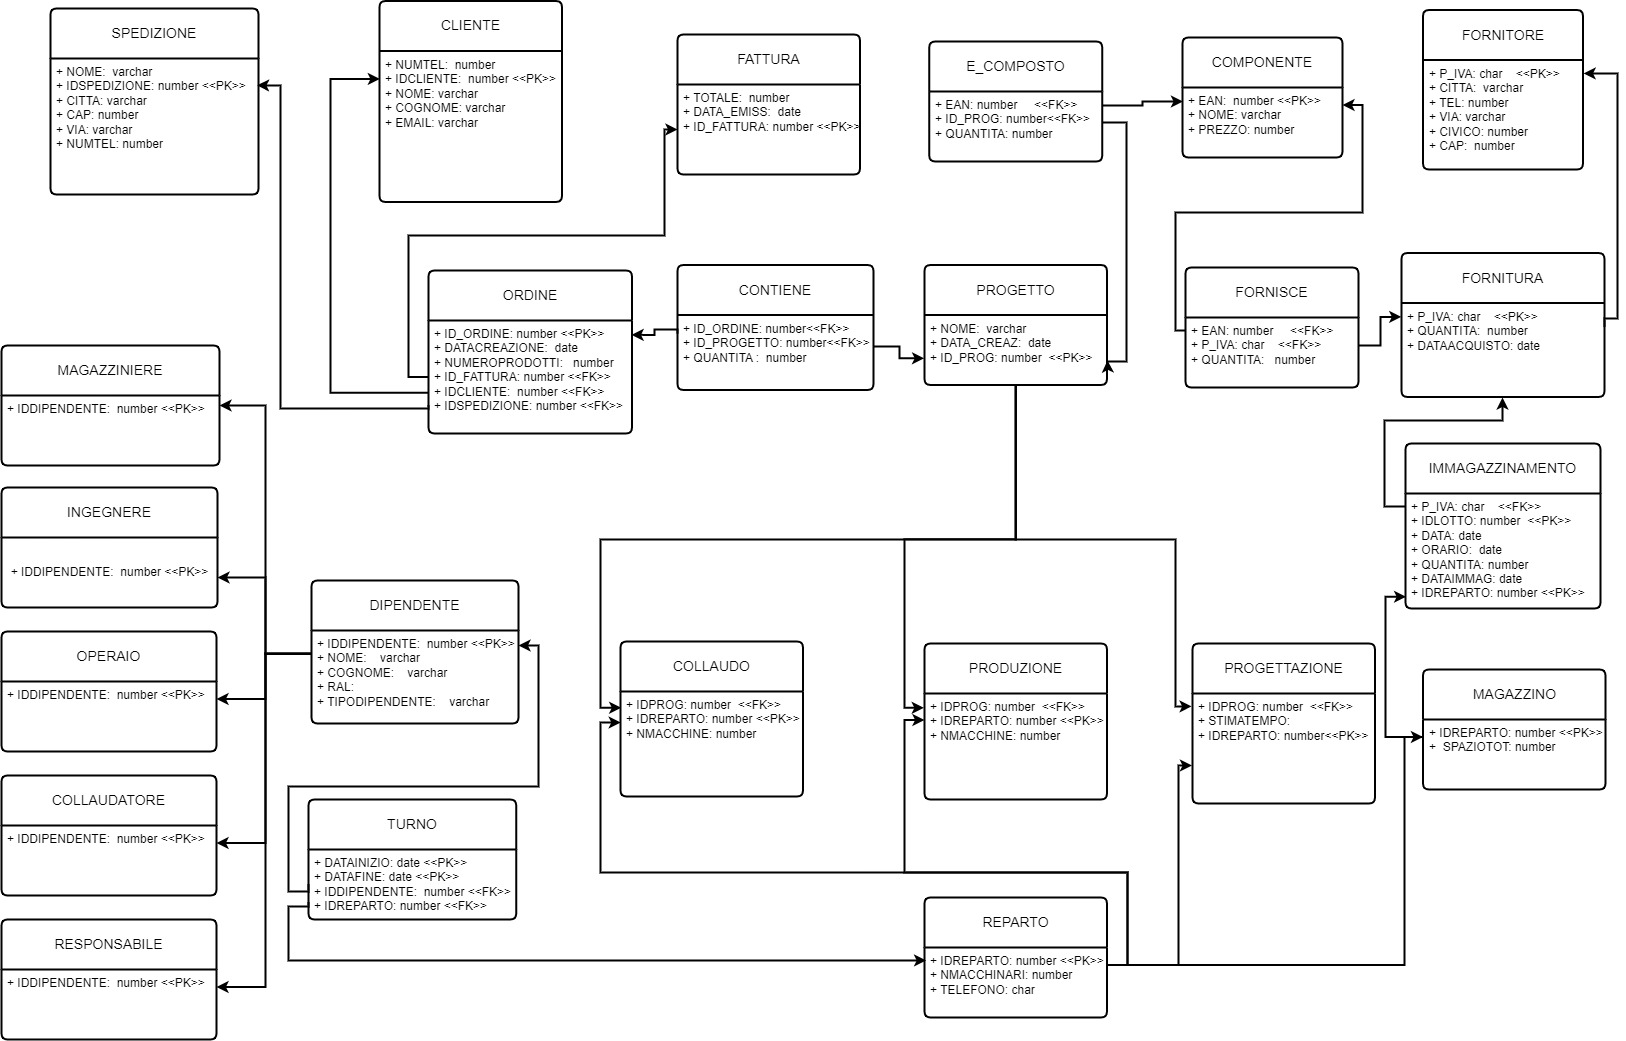 SPEDIZIONE
+ NOME:  varchar
+ IDSPEDIZIONE: number <<PK>>
+ CITTA: varchar
+ CAP: number
+ VIA: varchar
+ NUMTEL: number
CLIENTE
+ NUMTEL:  number
+ IDCLIENTE:  number <<PK>>
+ NOME: varchar
+ COGNOME: varchar
+ EMAIL: varchar
FATTURA
+ TOTALE:  number
+ DATA_EMISS:  date
+ ID_FATTURA: number <<PK>>
E_COMPOSTO
+ EAN: number    <<FK>>
+ ID_PROG: number<<FK>>
+ QUANTITA: number
COMPONENTE
+ EAN:  number <<PK>>
+ NOME: varchar
+ PREZZO: number
FORNITORE
+ P_IVA: char    <<PK>>
+ CITTA:  varchar
+ TEL: number
+ VIA: varchar
+ CIVICO: number
+ CAP:  number
ORDINE
+ ID_ORDINE: number <<PK>>
+ DATACREAZIONE:  date
+ NUMEROPRODOTTI:   number
+ ID_FATTURA: number <<FK>>
+ IDCLIENTE:  number <<FK>>
+ IDSPEDIZIONE: number <<FK>>
CONTIENE
+ ID_ORDINE: number<<FK>>
+ ID_PROGETTO: number<<FK>>
+ QUANTITA :  number
PROGETTO
+ NOME:  varchar
+ DATA_CREAZ:  date
+ ID_PROG: number  <<PK>>
FORNISCE
+ EAN: number    <<FK>>
+ P_IVA: char    <<FK>>
+ QUANTITA:   number
FORNITURA
+ P_IVA: char    <<PK>>
+ QUANTITA:  number
+ DATAACQUISTO: date
MAGAZZINIERE
+ IDDIPENDENTE:  number <<PK>>
INGEGNERE
+ IDDIPENDENTE:  number <<PK>>
OPERAIO
+ IDDIPENDENTE:  number <<PK>>
COLLAUDATORE
+ IDDIPENDENTE:  number <<PK>>
RESPONSABILE
+ IDDIPENDENTE:  number <<PK>>
DIPENDENTE
+ IDDIPENDENTE:  number <<PK>>
+ NOME:    varchar
+ COGNOME:    varchar
+ RAL:
+ TIPODIPENDENTE:    varchar
TURNO
+ DATAINIZIO: date <<PK>>
+ DATAFINE: date <<PK>>
+ IDDIPENDENTE:  number <<FK>>
+ IDREPARTO: number <<FK>>
COLLAUDO
+ IDPROG: number  <<FK>>
+ IDREPARTO: number <<PK>>
+ NMACCHINE: number
PRODUZIONE
+ IDPROG: number  <<FK>>
+ IDREPARTO: number <<PK>>
+ NMACCHINE: number
PROGETTAZIONE
+ IDPROG: number  <<FK>>
+ STIMATEMPO:
+ IDREPARTO: number<<PK>>
IMMAGAZZINAMENTO
+ P_IVA: char    <<FK>>
+ IDLOTTO: number  <<PK>>
+ DATA: date
+ ORARIO:  date
+ QUANTITA: number
+ DATAIMMAG: date
+ IDREPARTO: number <<PK>>
MAGAZZINO
+ IDREPARTO: number <<PK>>
+  SPAZIOTOT: number
REPARTO
+ IDREPARTO: number <<PK>>
+ NMACCHINARI: number
+ TELEFONO: char